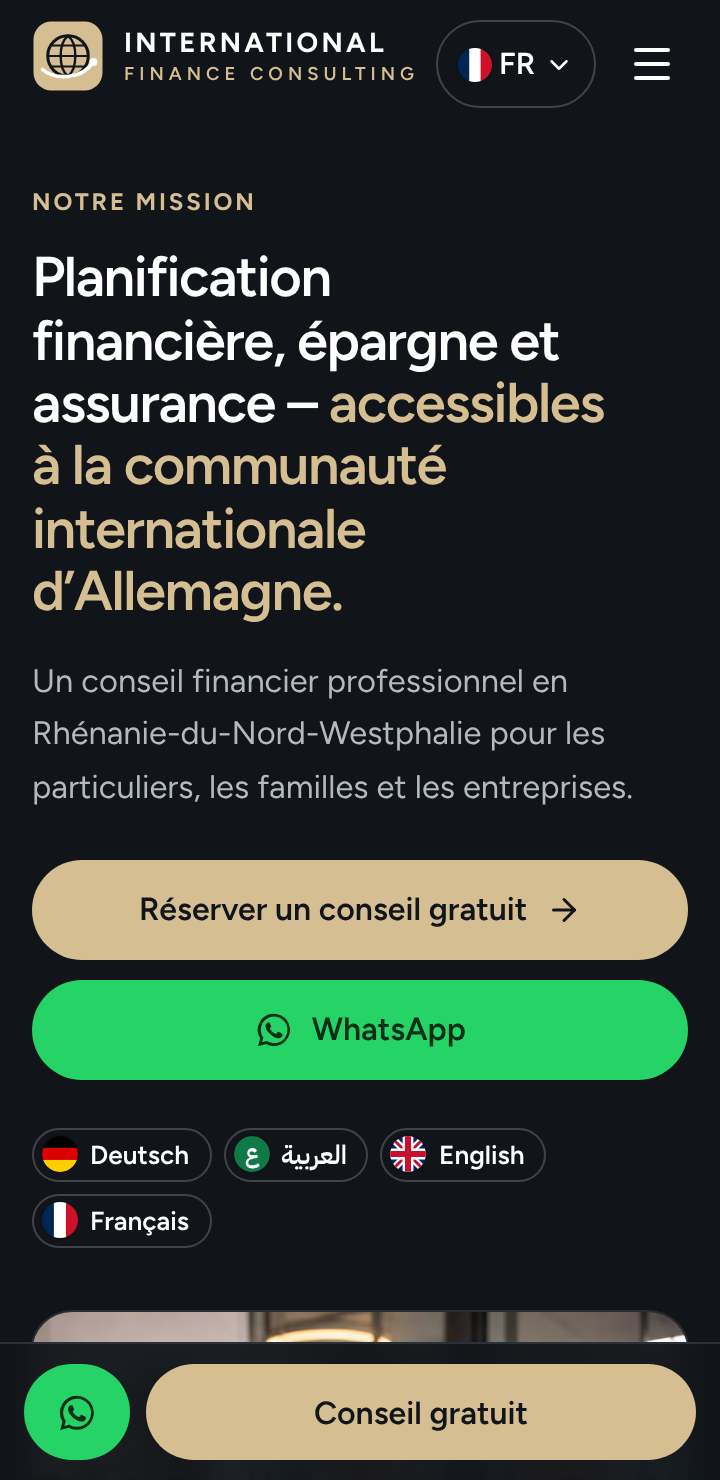 INTERNATIONAL
FINANCE CONSULTING
FR
NOTRE MISSION
Planification
financière, épargne et
assurance – accessibles
à la communauté
internationale
d’Allemagne.
Un conseil financier professionnel en
Rhénanie-du-Nord-Westphalie pour les
particuliers, les familles et les entreprises.
Réserver un conseil gratuit →
WhatsApp
Deutsch
ع العربية
English
Français
Conseil gratuit